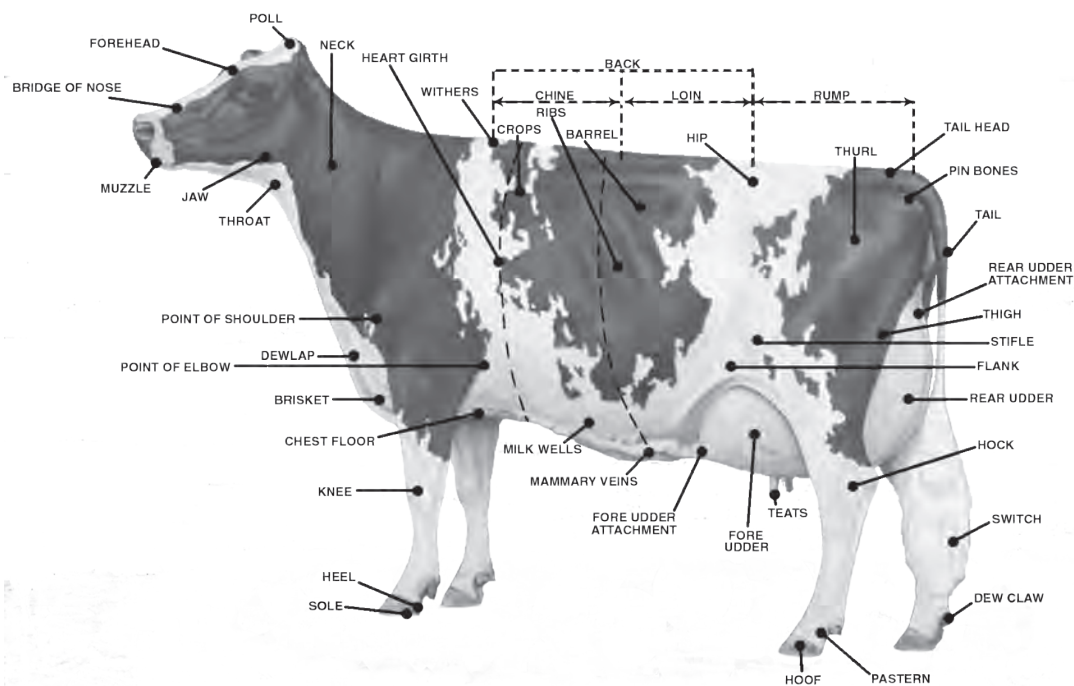 POLL
FOREHEAD
NECK
HEART GIRTH
BRIDGE OF NOSE
BACK
WITHERS
CHINE
LOIN
RUMP
RIBS
CROPS
BARREL
HIP
THURL
TAIL HEAD
PIN BONES
MUZZLE
JAW
THROAT
TAIL
REAR UDDER
ATTACHMENT
POINT OF SHOULDER
THIGH
STIFLE
DEWLAP
POINT OF ELBOW
FLANK
BRISKET
REAR UDDER
CHEST FLOOR
MILK WELLS
HOCK
MAMMARY VEINS
KNEE
TEATS
FORE UDDER
ATTACHMENT
FORE
UDDER
SWITCH
HEEL
SOLE
DEW CLAW
HOOF
PASTERN